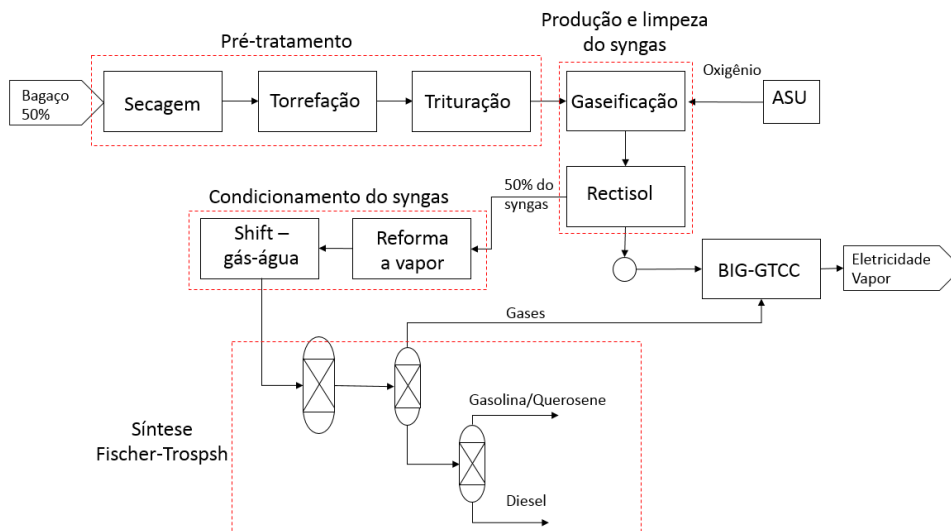 Produção e limpeza
do syngas
Pré-tratamento
Bagaço
50%
Secagem
Torrefação
Trituração
Gaseificação
Oxigênio
ASU
Rectisol
50% do
syngas
Condicionamento do syngas
Shift –
gás-água
Reforma
a vapor
BIG-GTCC
Eletricidade
Vapor
Gases
Gasolina/Querosene
Síntese
Fischer-Trospsh
Diesel